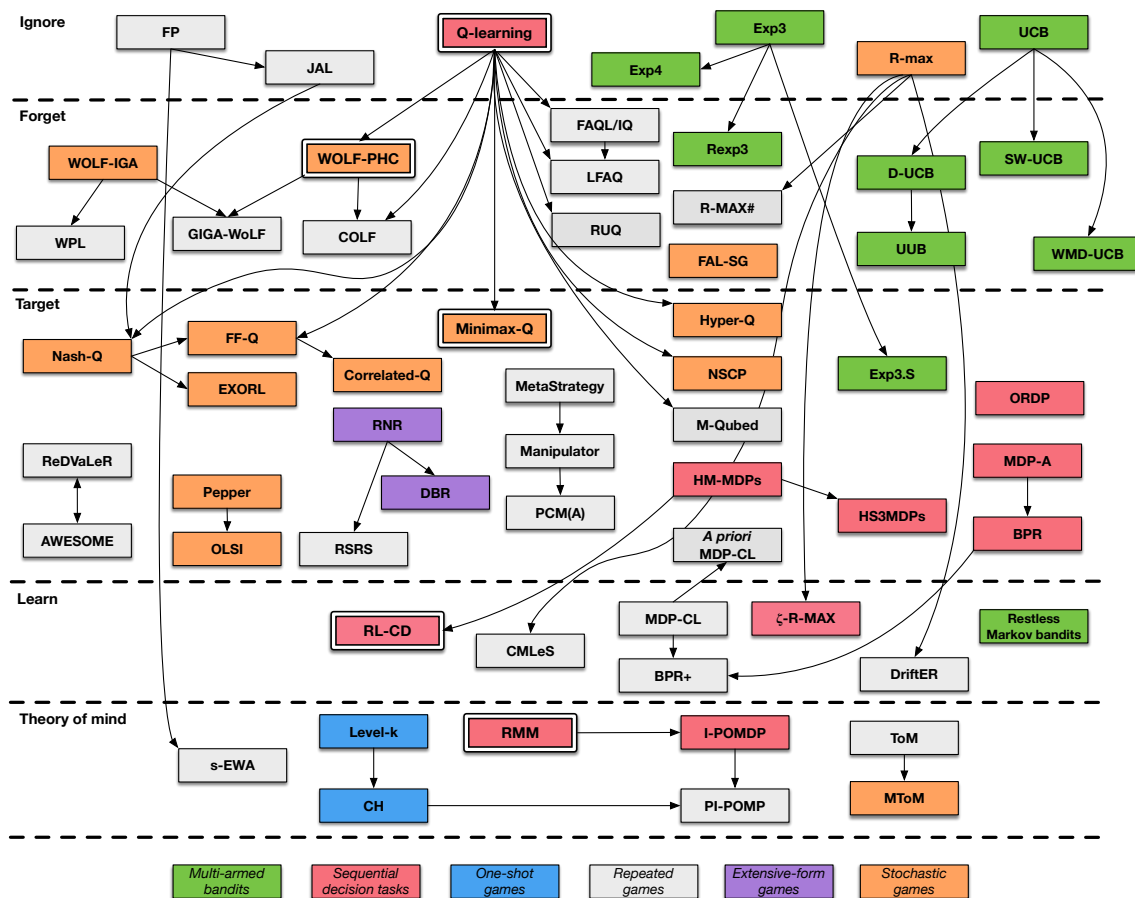 Ignore
FP
Q-learning
Exp3
UCB
JAL
Exp4
R-max
Forget
FAQL/IQ
WOLF-IGA
WOLF-PHC
Rexp3
SW-UCB
LFAQ
D-UCB
R-MAX#
WPL
GIGA-WoLF
COLF
RUQ
UUB
WMD-UCB
FAL-SG
Target
Nash-Q
FF-Q
Minimax-Q
Hyper-Q
Correlated-Q
NSCP
Exp3.S
EXORL
MetaStrategy
ORDP
RNR
M-Qubed
ReDVaLeR
Manipulator
MDP-A
Pepper
DBR
HM-MDPs
PCM(A)
HS3MDPs
AWESOME
OLSI
RSRS
A priori
MDP-CL
BPR
Learn
RL-CD
MDP-CL
ζ-R-MAX
Restless
Markov bandits
CMLeS
BPR+
DriftER
Theory of mind
Level-k
RMM
I-POMDP
ToM
s-EWA
CH
PI-POMP
MToM
Multi-armed
bandits
Sequential
decision tasks
One-shot
games
Repeated
games
Extensive-form
games
Stochastic
games